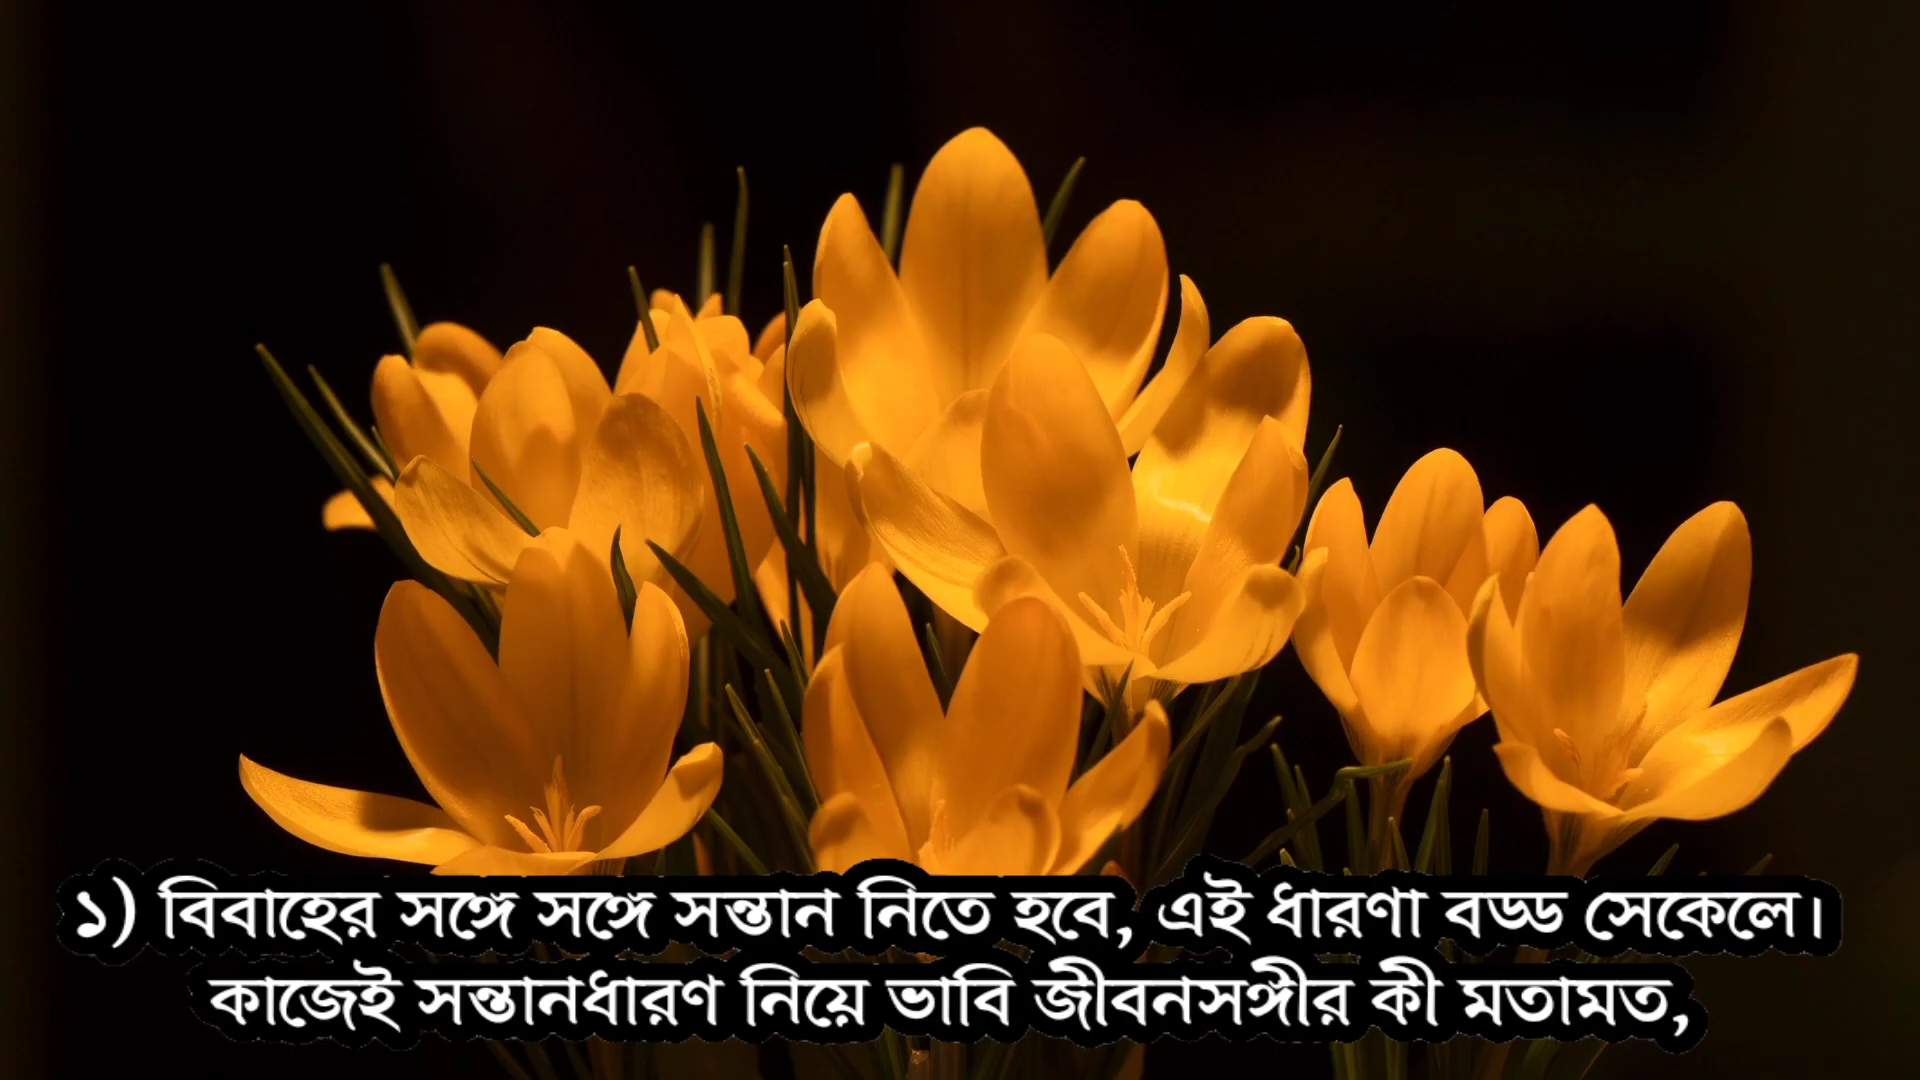 ১) বিবাহের সঙ্গে সঙ্গে সন্তান নিতে হবে, এই ধারণা বড্ড সেকেলে।
কাজেই সন্তানধারণ নিয়ে ভাবি জীবনসঙ্গীর কী মতামত,